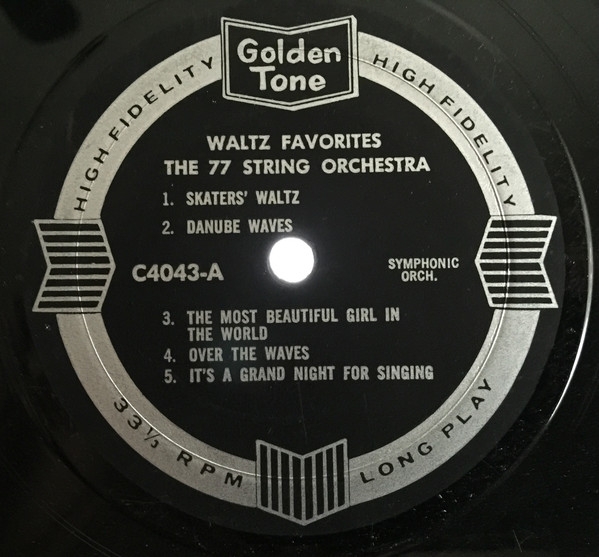 Golden
Tone
HIGH FIDELITY
HIGH FIDELITY
WALTZ FAVORITES
THE 77 STRING ORCHESTRA
1. SKATERS' WALTZ
2. DANUBE WAVES
C4043-A
SYMPHONIC
ORCH.
3. THE MOST BEAUTIFUL GIRL IN
THE WORLD
4. OVER THE WAVES
5. IT'S A GRAND NIGHT FOR SINGING
33⅓ RPM
LONG PLAY